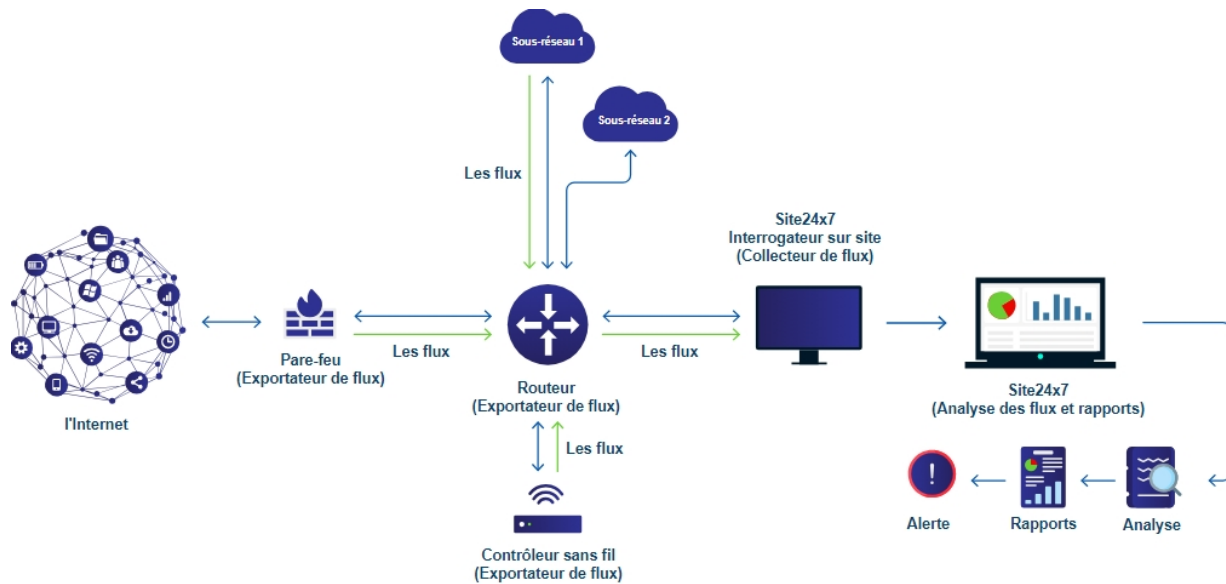 Sous-réseau 1
Sous-réseau 2
Les flux
Site24x7
Interrogateur sur site
(Collecteur de flux)
Les flux
Les flux
Pare-feu
(Exportateur de flux)
Routeur
(Exportateur de flux)
Site24x7
(Analyse des flux et rapports)
l'Internet
Les flux
Alerte
Rapports
Analyse
Contrôleur sans fil
(Exportateur de flux)